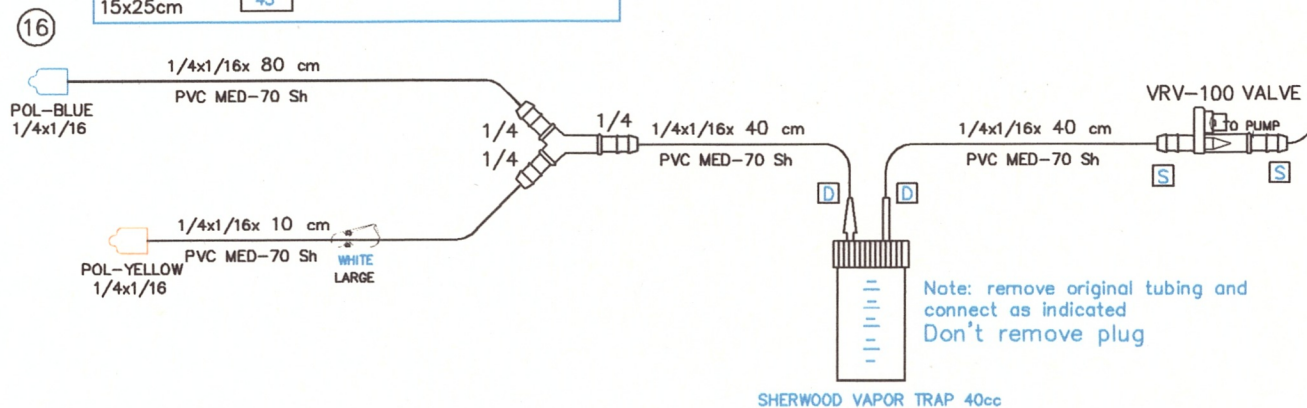 15x25cm
16
1/4x1/16x 80 cm
PVC MED-70 Sh
POL-BLUE
1/4x1/16
1/4
1/4
1/4
1/4x1/16x 40 cm
PVC MED-70 Sh
1/4x1/16x 40 cm
PVC MED-70 Sh
VRV-100 VALVE
TO PUMP
S
S
D
D
1/4x1/16x 10 cm
PVC MED-70 Sh
POL-YELLOW
1/4x1/16
WHITE
LARGE
Note: remove original tubing and
connect as indicated
Don't remove plug
SHERWOOD VAPOR TRAP 40cc